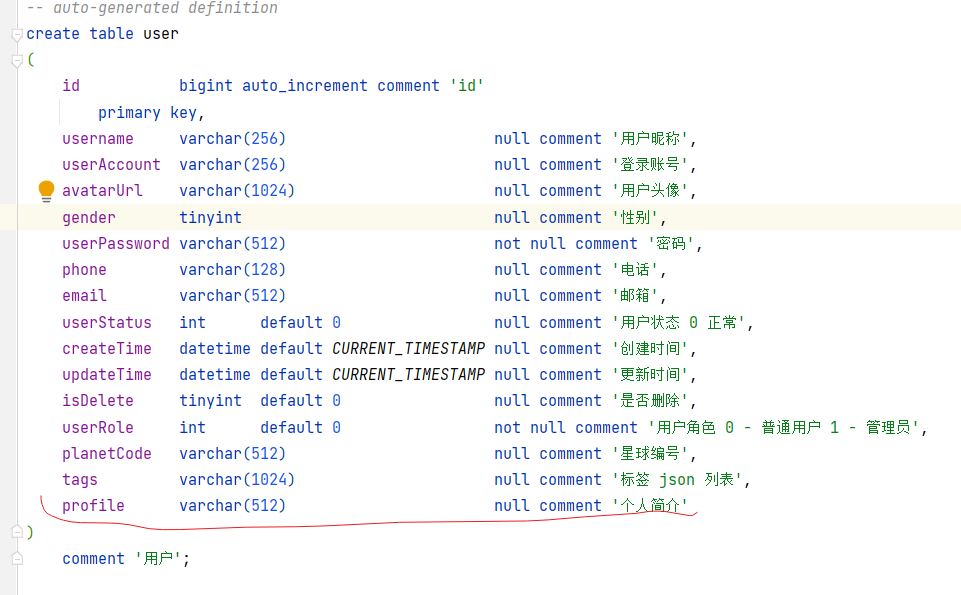 -- auto-generated definition
create table user
(
    id           bigint auto_increment comment 'id'
        primary key,
    username     varchar(256)                       null comment '用户昵称',
    userAccount  varchar(256)                       null comment '登录账号',
    avatarUrl    varchar(1024)                      null comment '用户头像',
    gender       tinyint                            null comment '性别',
    userPassword varchar(512)                       not null comment '密码',
    phone        varchar(128)                       null comment '电话',
    email        varchar(512)                       null comment '邮箱',
    userStatus   int      default 0                 null comment '用户状态 0 正常',
    createTime   datetime default CURRENT_TIMESTAMP null comment '创建时间',
    updateTime   datetime default CURRENT_TIMESTAMP null comment '更新时间',
    isDelete     tinyint  default 0                 null comment '是否删除',
    userRole     int      default 0                 not null comment '用户角色 0 - 普通用户 1 - 管理员',
    planetCode   varchar(512)                       null comment '星球编号',
    tags         varchar(1024)                      null comment '标签 json 列表',
    profile      varchar(512)                       null comment '个人简介'
)
    comment '用户';